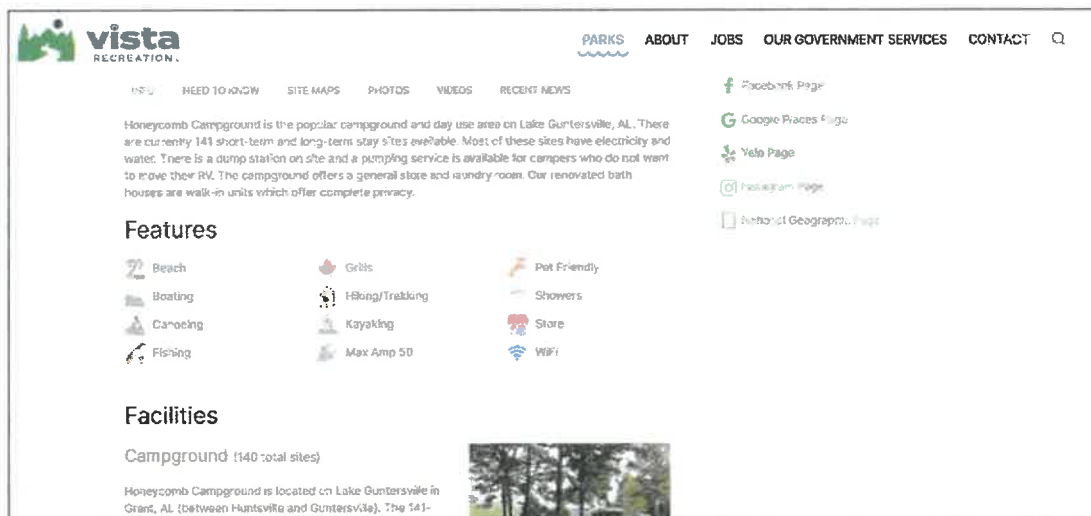 vista
RECREATION.
PARKS ABOUT JOBS OUR GOVERNMENT SERVICES CONTACT
INFO NEED TO KNOW SITE MAPS PHOTOS VIDEOS RECENT NEWS
Honeycomb Campground is the popular campground and day use area on Lake Guntersville, AL. There
are currently 141 short-term and long-term stay sites available. Most of these sites have electricity and
water. There is a dump station on site and a pumping service is available for campers who do not want
to move their RV. The campground offers a general store and laundry room. Our renovated bath
houses are walk-in units which offer complete privacy.
Facebook Page
Google Places Page
Yelp Page
Instagram Page
National Geographic Page
Features
Beach Grills Pet Friendly
Boating Hiking/Trekking Showers
Canoeing Kayaking Store
Fishing Max Amp 50 WiFi
Facilities
Campground (140 total sites)
Honeycomb Campground is located on Lake Guntersville in
Grant, AL (between Huntsville and Guntersville). The 141-